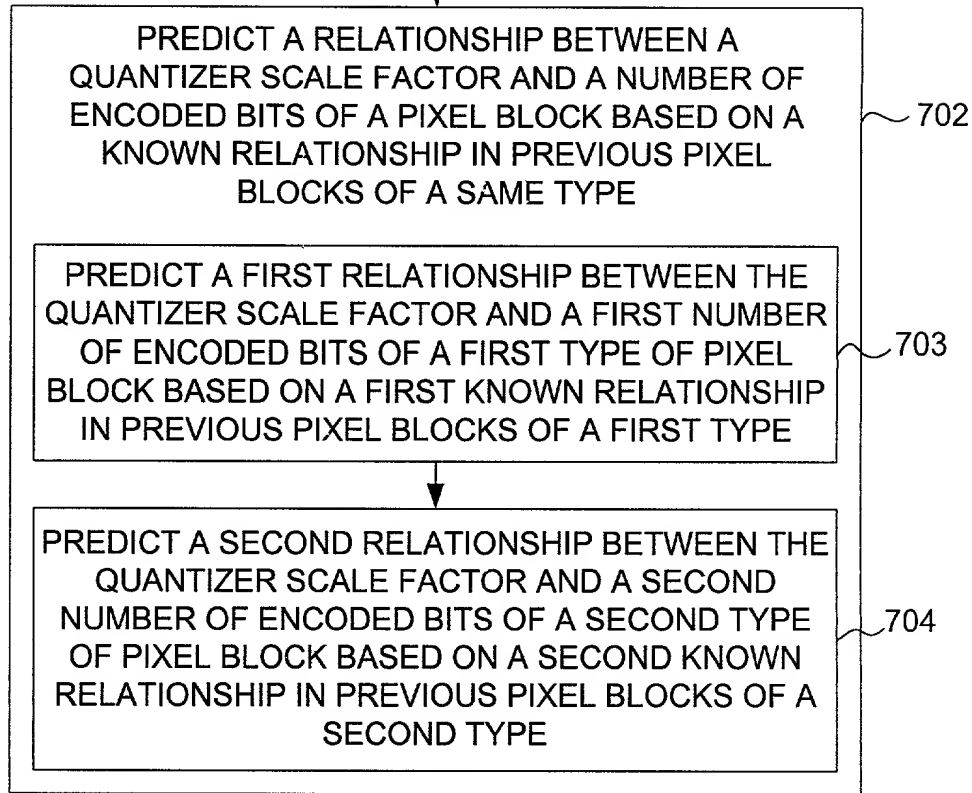 PREDICT A RELATIONSHIP BETWEEN A
QUANTIZER SCALE FACTOR AND A NUMBER OF
ENCODED BITS OF A PIXEL BLOCK BASED ON A
KNOWN RELATIONSHIP IN PREVIOUS PIXEL
BLOCKS OF A SAME TYPE
702
PREDICT A FIRST RELATIONSHIP BETWEEN THE
QUANTIZER SCALE FACTOR AND A FIRST NUMBER
OF ENCODED BITS OF A FIRST TYPE OF PIXEL
BLOCK BASED ON A FIRST KNOWN RELATIONSHIP
IN PREVIOUS PIXEL BLOCKS OF A FIRST TYPE
703
PREDICT A SECOND RELATIONSHIP BETWEEN THE
QUANTIZER SCALE FACTOR AND A SECOND
NUMBER OF ENCODED BITS OF A SECOND TYPE
OF PIXEL BLOCK BASED ON A SECOND KNOWN
RELATIONSHIP IN PREVIOUS PIXEL BLOCKS OF A
SECOND TYPE
704